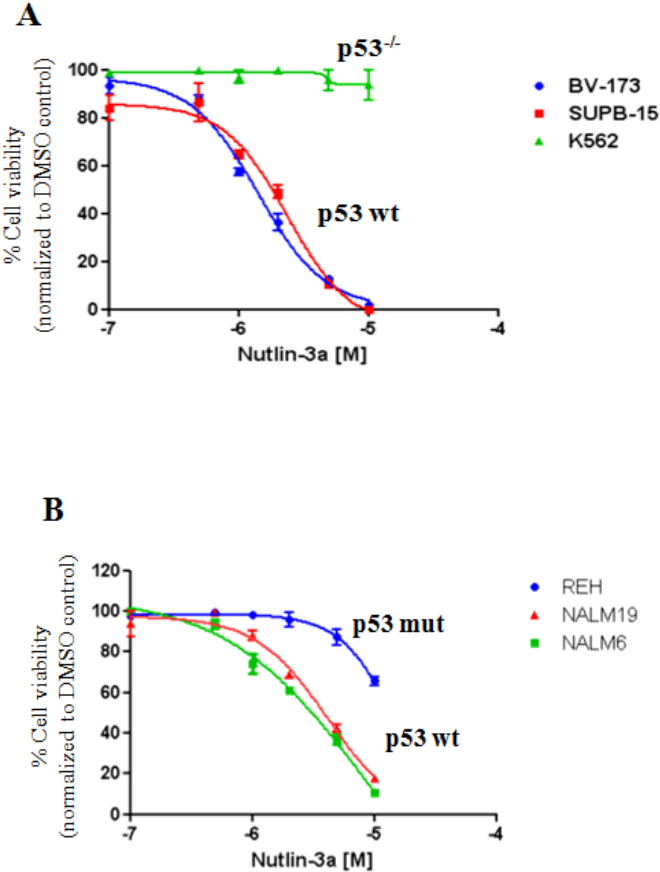 A
p53-/-
100
80
60
40
20
0
% Cell viability
(normalized to DMSO control)
p53 wt
-7
-6
-5
-4
Nutlin-3a [M]
BV-173
SUPB-15
K562
B
120
100
80
60
40
20
0
% Cell viability
(normalized to DMSO control)
p53 mut
p53 wt
-7
-6
-5
-4
Nutlin-3a [M]
REH
NALM19
NALM6